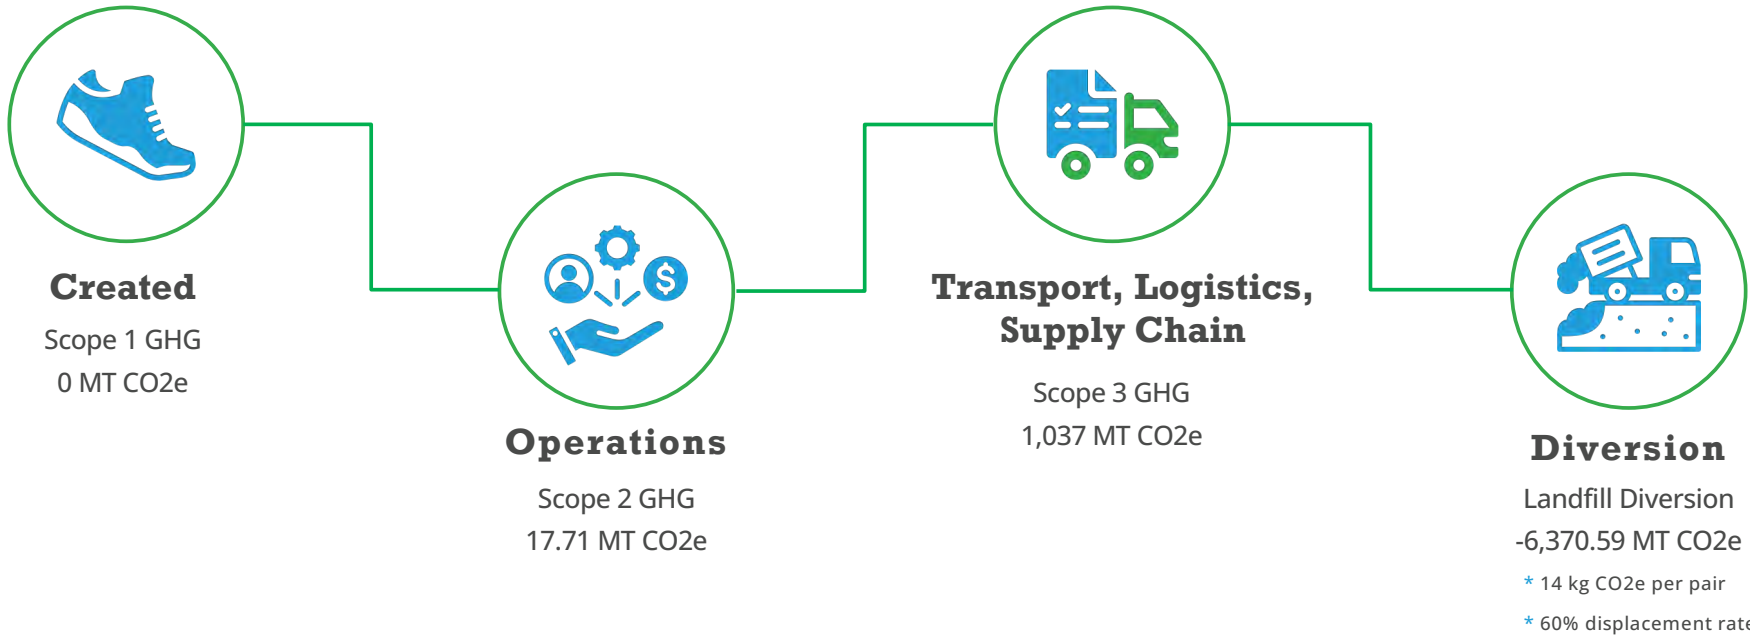 Created
Scope 1 GHG
0 MT CO2e
Operations
Scope 2 GHG
17.71 MT CO2e
Transport, Logistics,
Supply Chain
Scope 3 GHG
1,037 MT CO2e
Diversion
Landfill Diversion
-6,370.59 MT CO2e
* 14 kg CO2e per pair
* 60% displacement rate